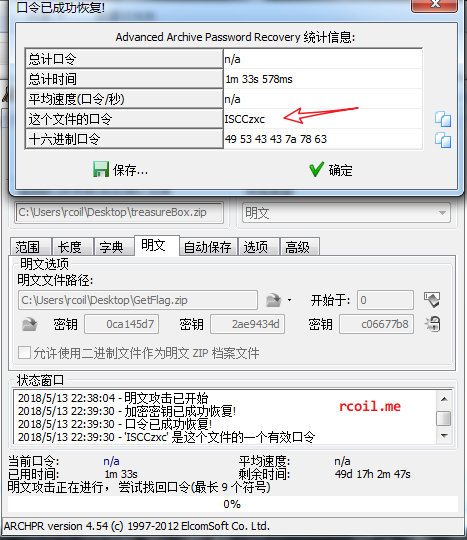 口令已成功恢复!
Advanced Archive Password Recovery 统计信息:
总计口令 n/a
总计时间 1m 33s 578ms
平均速度(口令/秒) n/a
这个文件的口令 ISCCzxc
十六进制口令 49 53 43 43 7a 78 63
保存... 确定
C:\Users\rcoil\Desktop\treasureBox.zip 明文
范围 长度 字典 明文 自动保存 选项 高级
明文选项
明文文件路径:
C:\Users\rcoil\Desktop\GetFlag.zip 开始于: 0
密钥 0ca145d7 密钥 2ae9434d 密钥 c06677b8
允许使用二进制文件作为明文 ZIP 档案文件
状态窗口
2018/5/13 22:38:04 - 明文攻击已开始
2018/5/13 22:39:30 - 加密密钥已成功恢复!
2018/5/13 22:39:30 - 口令已成功恢复!
2018/5/13 22:39:30 - 'ISCCzxc' 是这个文件的一个有效口令
rcoil.me
当前口令: n/a 平均速度: n/a
已用时间: 1m 33s 剩余时间: 49d 17h 2m 47s
明文攻击正在进行，尝试找回口令(最长 9 个符号)
0%
ARCHPR version 4.54 (c) 1997-2012 ElcomSoft Co. Ltd.